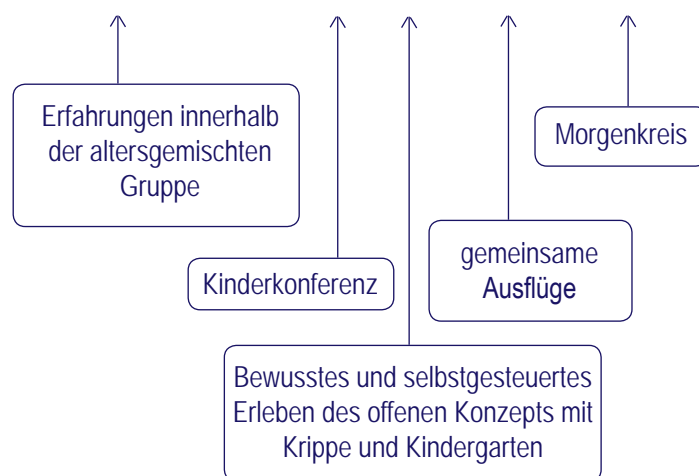 Erfahrungen innerhalb
der altersgemischten
Gruppe
Morgenkreis
Kinderkonferenz
gemeinsame
Ausflüge
Bewusstes und selbstgesteuertes
Erleben des offenen Konzepts mit
Krippe und Kindergarten